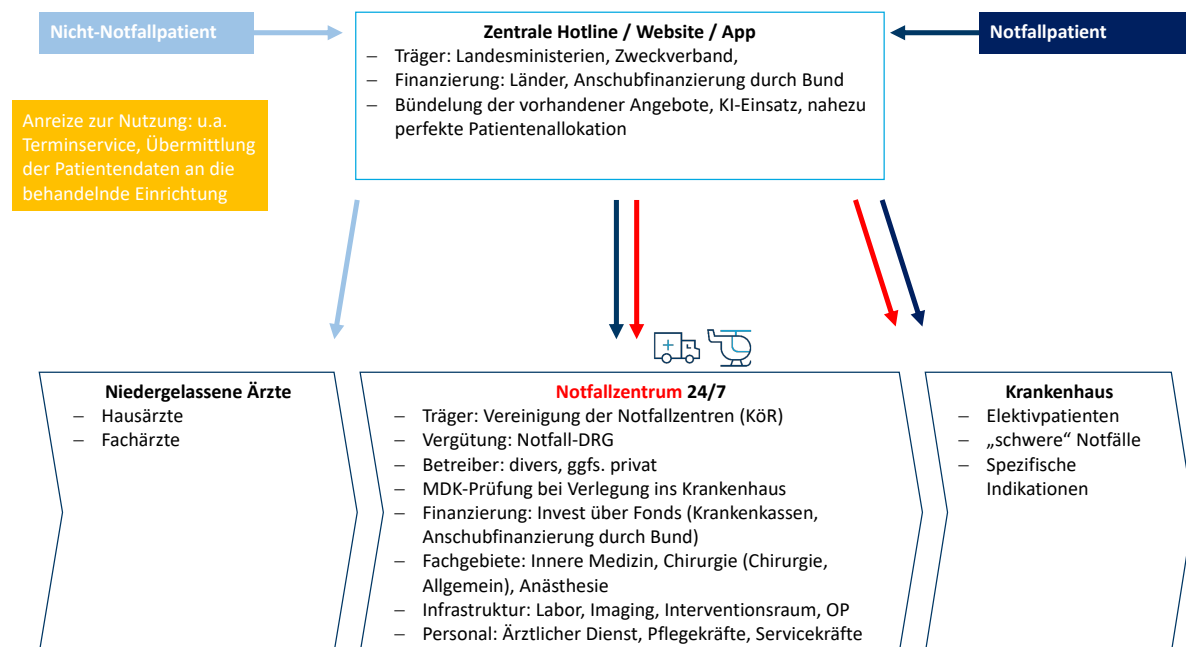 Nicht-Notfallpatient
Zentrale Hotline / Website / App
– Träger: Landesministerien, Zweckverband,
– Finanzierung: Länder, Anschubfinanzierung durch Bund
– Bündelung der vorhandener Angebote, KI-Einsatz, nahezu
perfekte Patientenallokation
Notfallpatient
Anreize zur Nutzung: u.a.
Terminservice, Übermittlung
der Patientendaten an die
behandelnde Einrichtung
Niedergelassene Ärzte
– Hausärzte
– Fachärzte
Notfallzentrum 24/7
– Träger: Vereinigung der Notfallzentren (KöR)
– Vergütung: Notfall-DRG
– Betreiber: divers, ggfs. privat
– MDK-Prüfung bei Verlegung ins Krankenhaus
– Finanzierung: Invest über Fonds (Krankenkassen,
Anschubfinanzierung durch Bund)
– Fachgebiete: Innere Medizin, Chirurgie (Chirurgie,
Allgemein), Anästhesie
– Infrastruktur: Labor, Imaging, Interventionsraum, OP
– Personal: Ärztlicher Dienst, Pflegekräfte, Servicekräfte
Krankenhaus
– Elektivpatienten
– „schwere“ Notfälle
– Spezifische
Indikationen